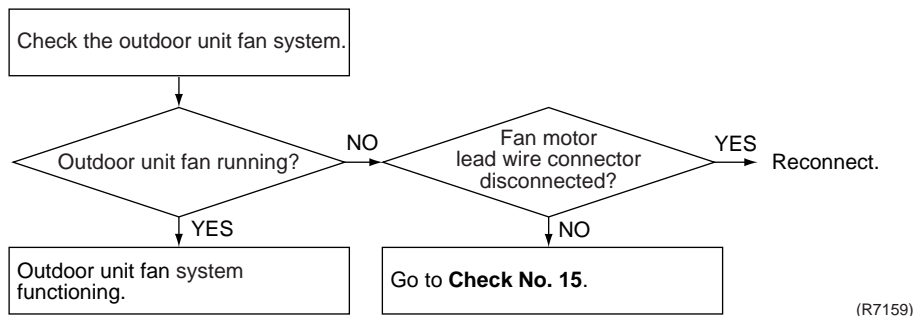 Check the outdoor unit fan system.
Outdoor unit fan running?
NO
Fan motor
lead wire connector
disconnected?
YES
Reconnect.
YES
NO
Outdoor unit fan system
functioning.
Go to Check No. 15.
(R7159)